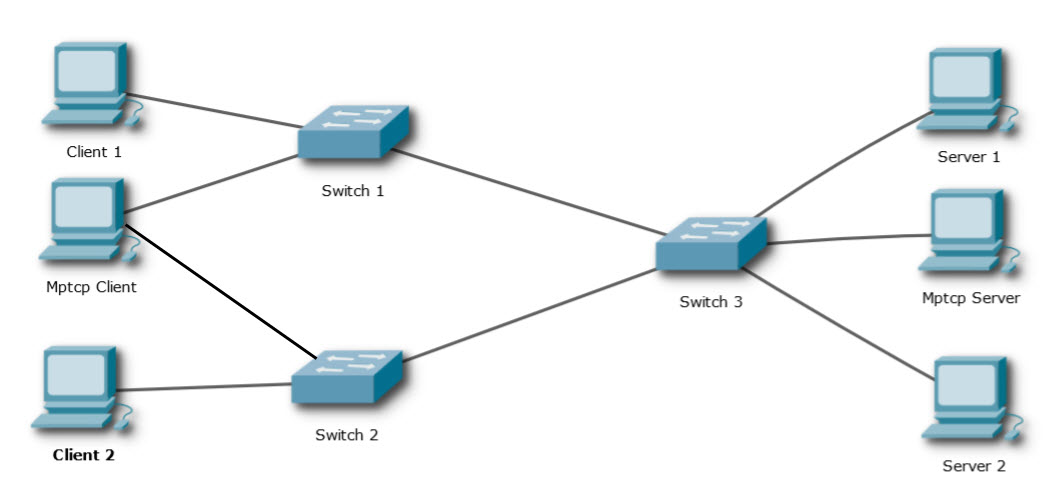 Client 1
Switch 1
Server 1
Mptcp Client
Switch 3
Mptcp Server
Client 2
Switch 2
Server 2